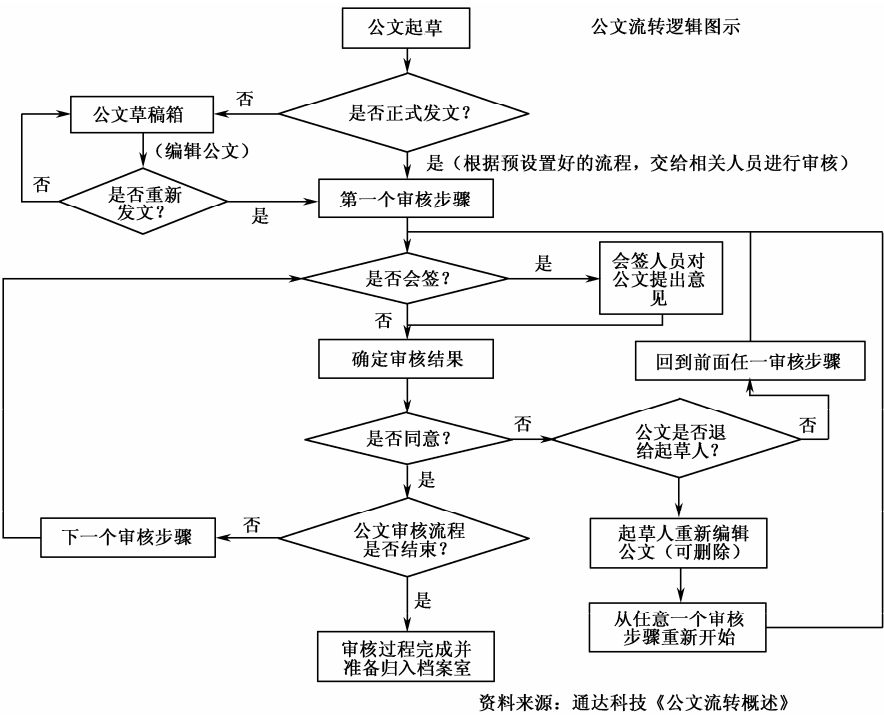 公文起草
公文流转逻辑图示
是否正式发文？
否
公文草稿箱
（编辑公文）
是（根据预设置好的流程，交给相关人员进行审核）
否
是否重新
发文？
是
第一个审核步骤
是否会签？
是
会签人员对
公文提出意
见
否
确定审核结果
回到前面任一审核步骤
是否同意？
否
公文是否退
给起草人？
否
是
公文审核流程
是否结束？
否
下一个审核步骤
起草人重新编辑
公文（可删除）
是
从任意一个审核
步骤重新开始
审核过程完成并
准备归入档案室
资料来源：通达科技《公文流转概述》